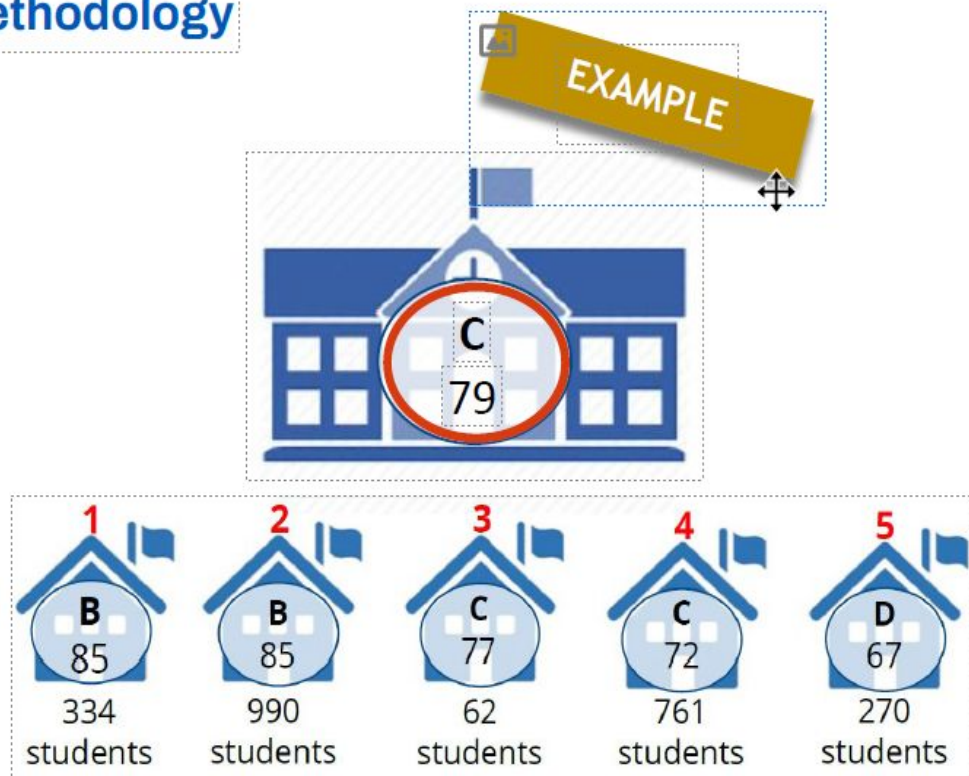 ethodology
EXAMPLE
C
79
1 2 3 4 5
B B C C D
85 85 77 72 67
334 990 62 761 270
students students students students students